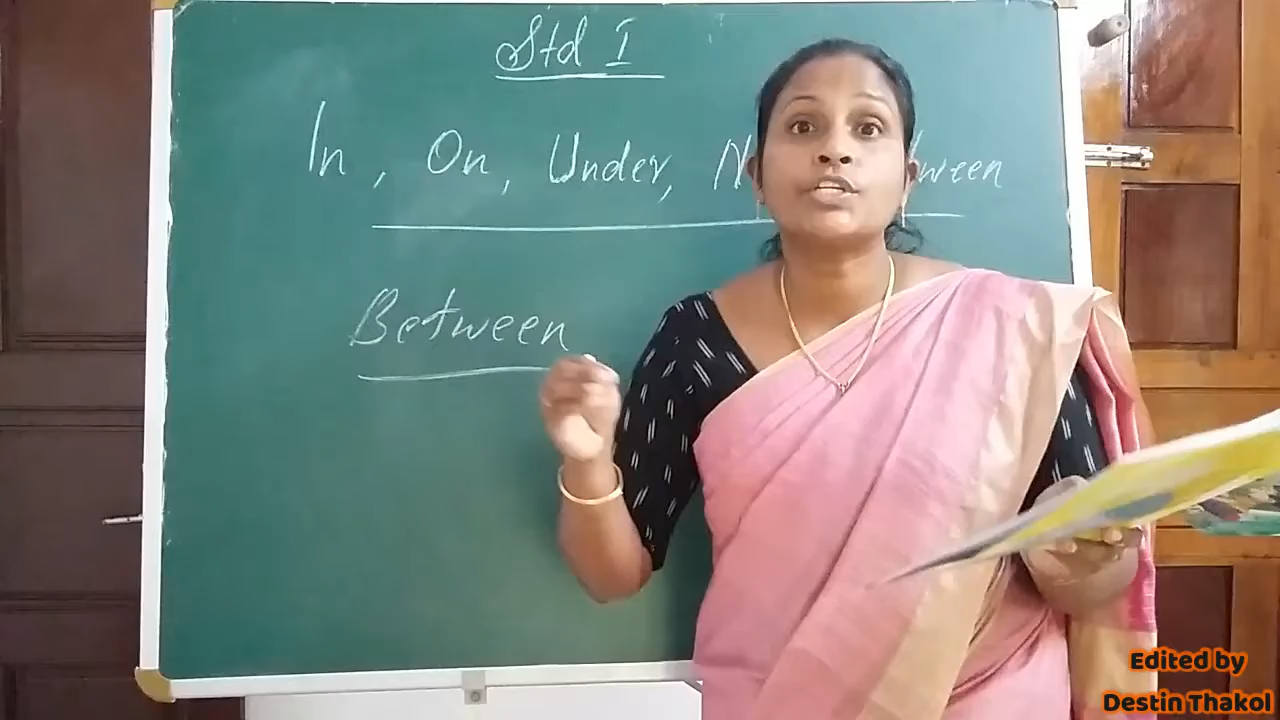 Std I
In, On, Under,
Between
Edited by
Destin Thakol